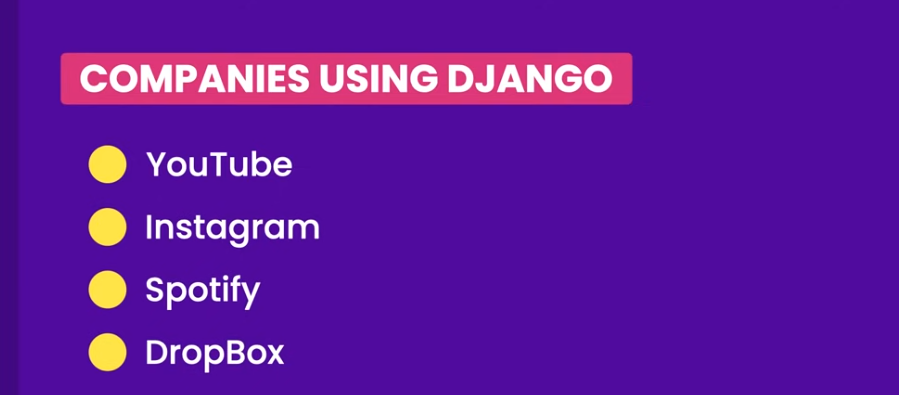 COMPANIES USING DJANGO
YouTube
Instagram
Spotify
DropBox